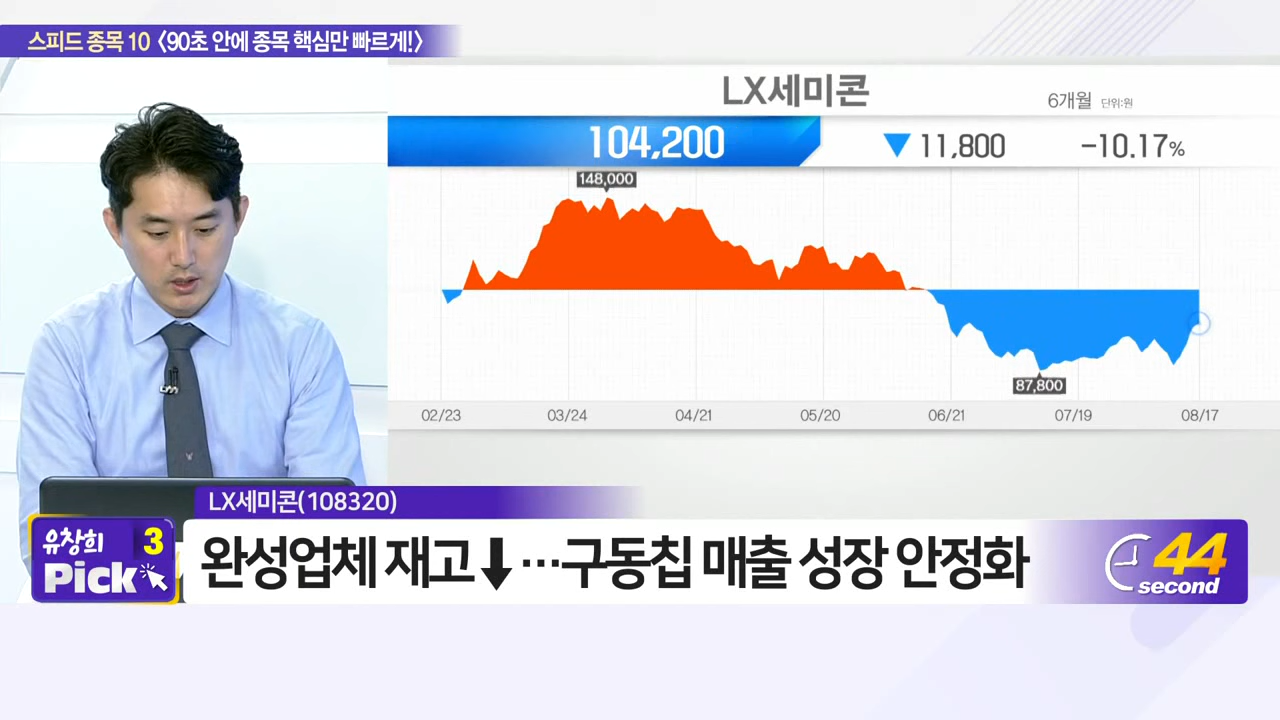 스피드 종목 10 〈90초 안에 종목 핵심만 빠르게!〉
LX세미콘
6개월 단위:원
104,200 ▼ 11,800 -10.17%
148,000
87,800
02/23 03/24 04/21 05/20 06/21 07/19 08/17
LX세미콘(108320)
유창희 3
Pick
완성업체 재고⬇…구동칩 매출 성장 안정화
44
second